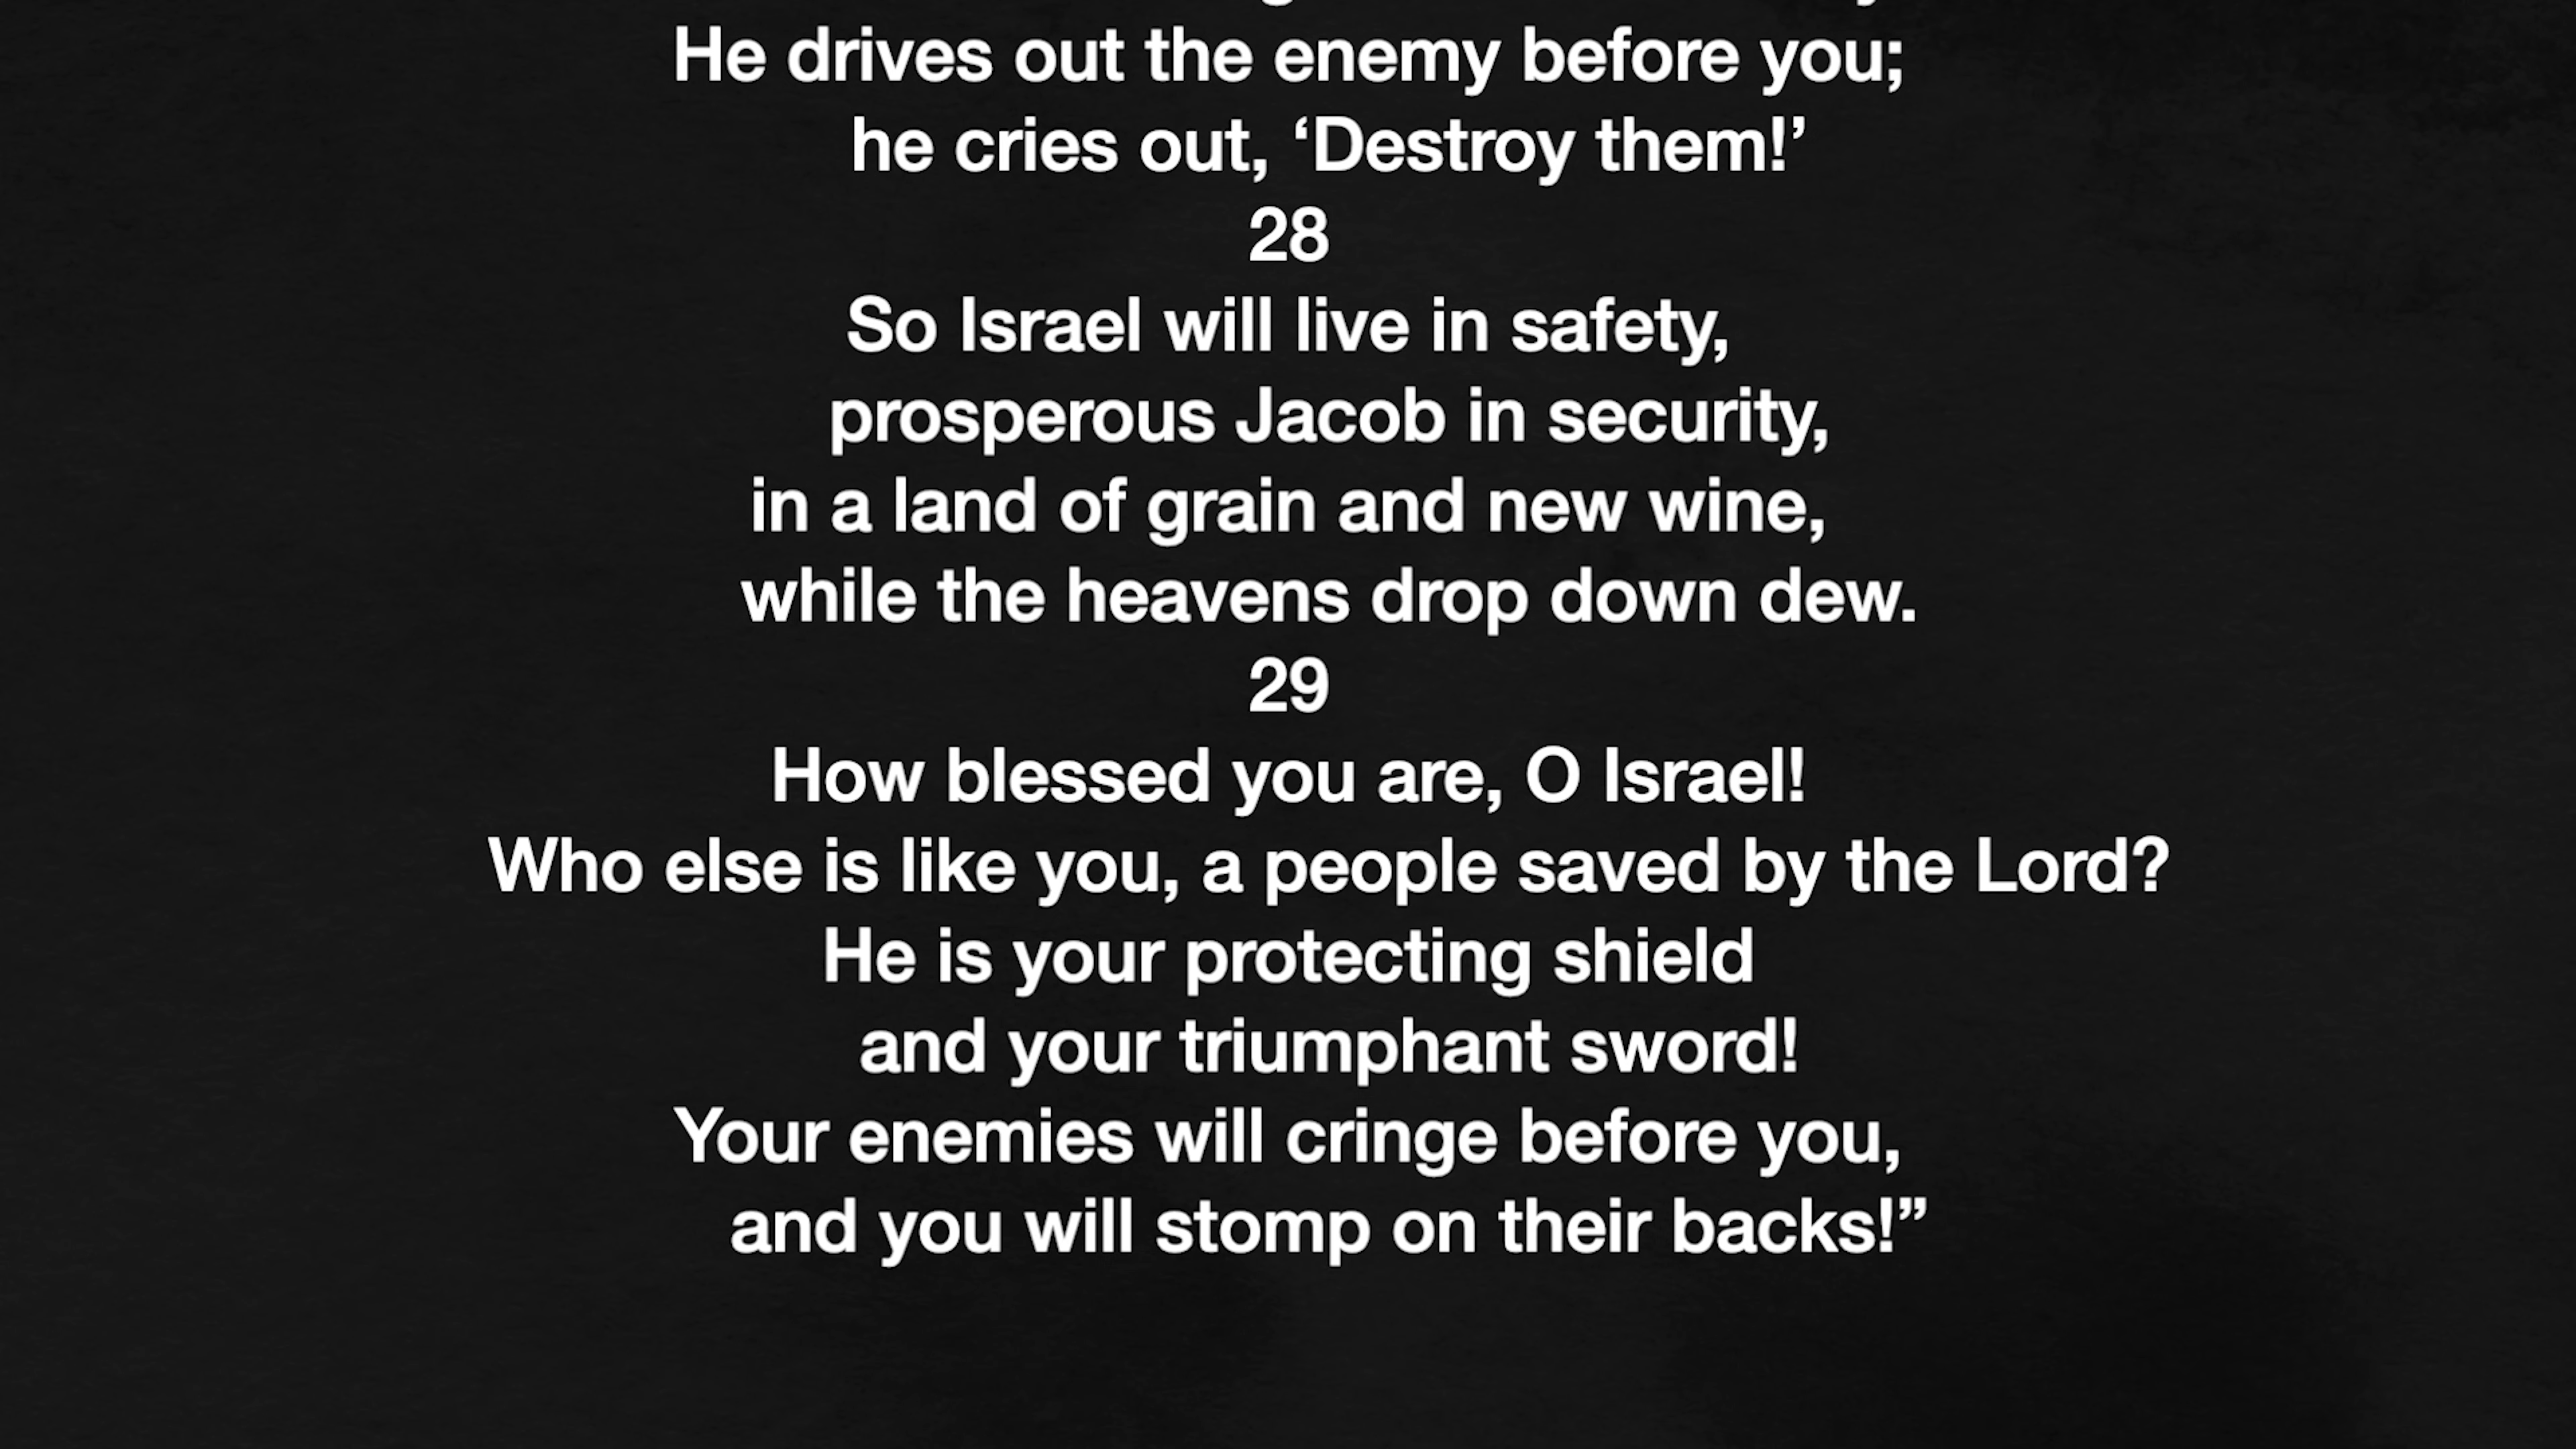 He drives out the enemy before you;
he cries out, ‘Destroy them!’
28
So Israel will live in safety,
prosperous Jacob in security,
in a land of grain and new wine,
while the heavens drop down dew.
29
How blessed you are, O Israel!
Who else is like you, a people saved by the Lord?
He is your protecting shield
and your triumphant sword!
Your enemies will cringe before you,
and you will stomp on their backs!”